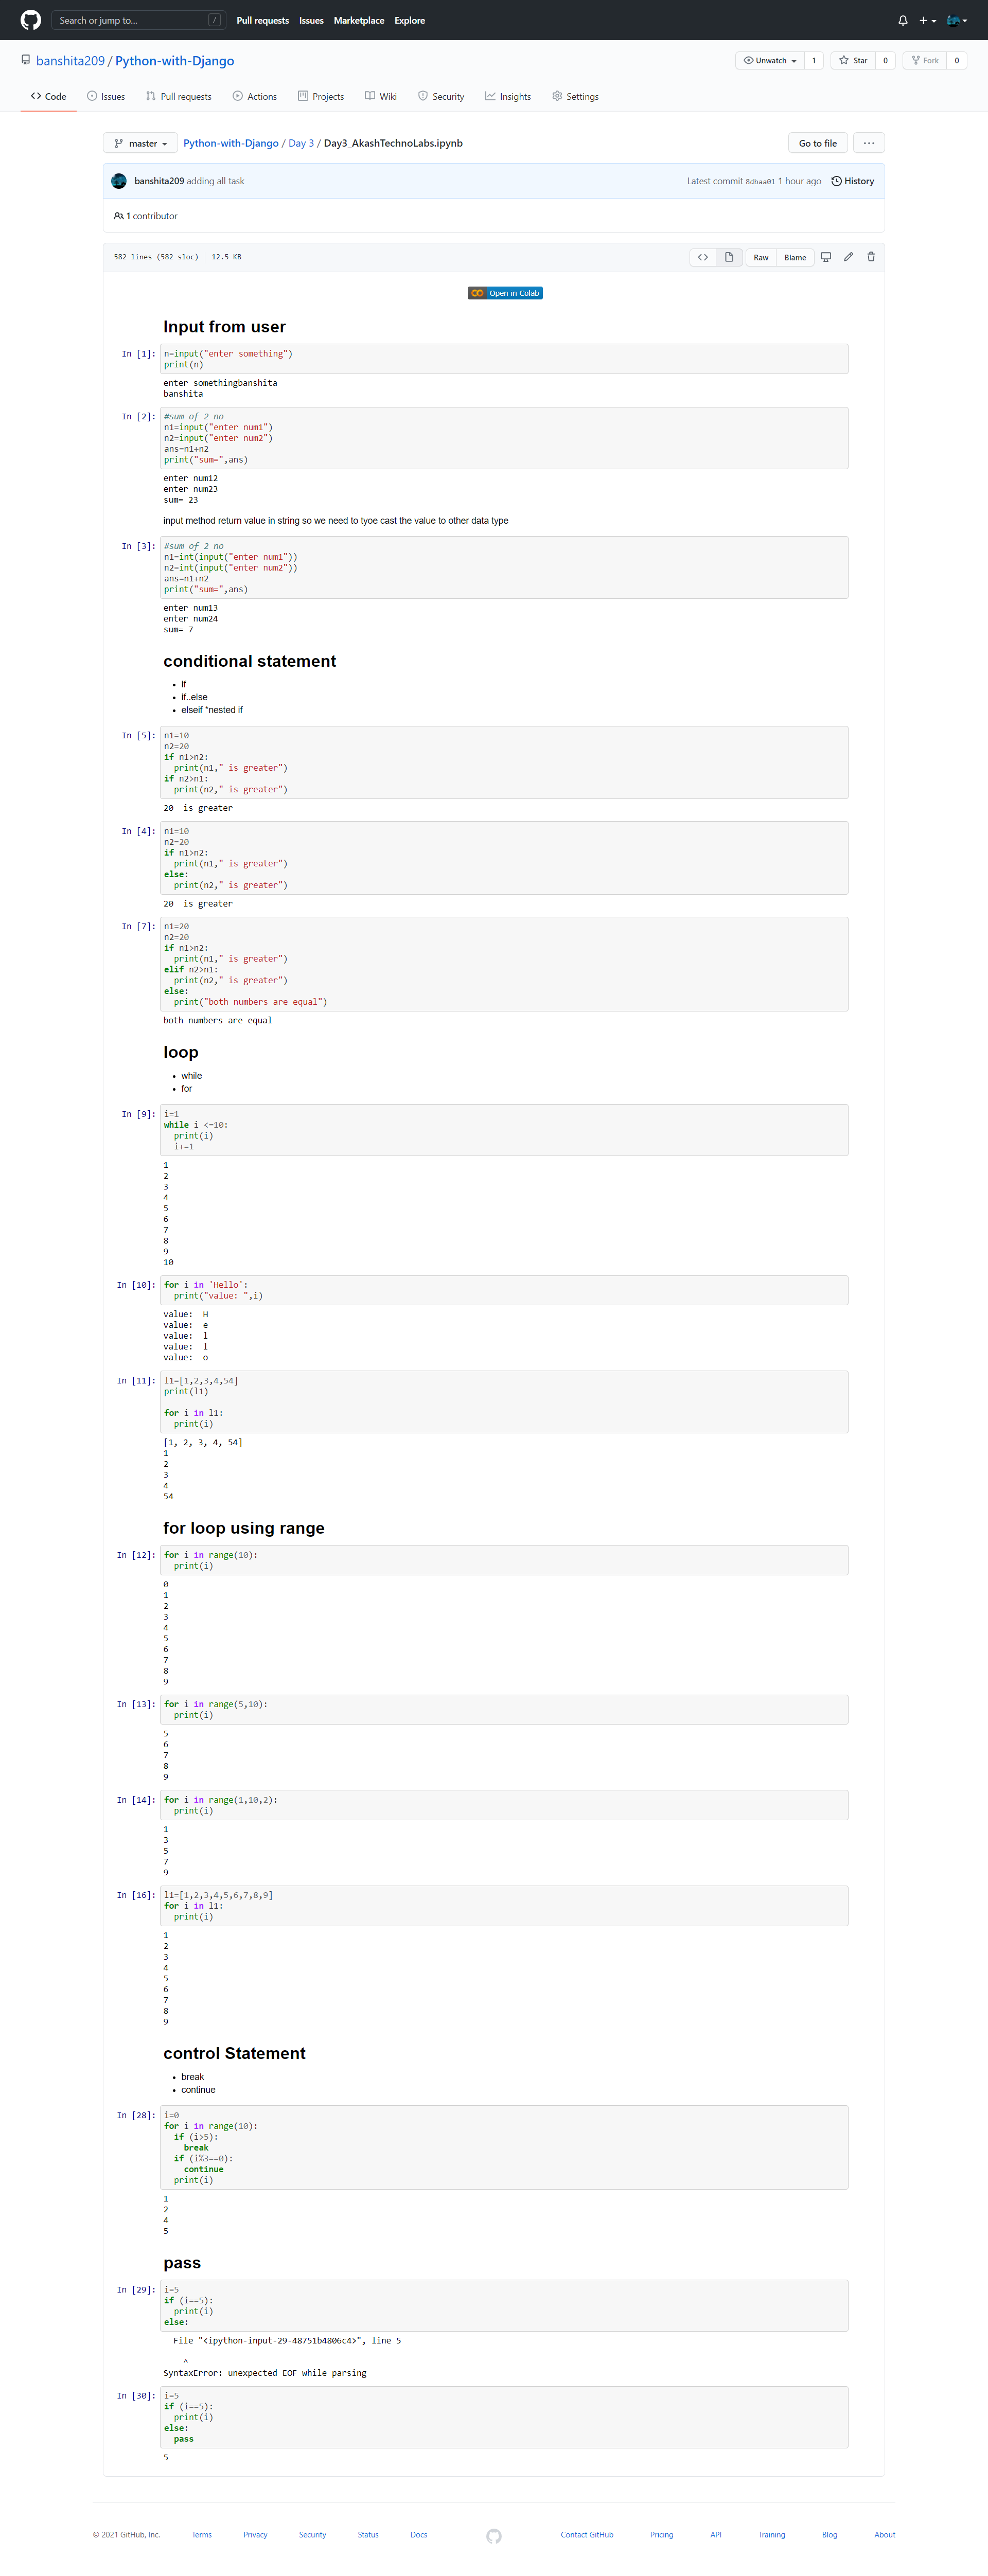 Search or jump to... /
Pull requests Issues Marketplace Explore
banshita209 / Python-with-Django
Unwatch 1 Star 0 Fork 0
Code Issues Pull requests Actions Projects Wiki Security Insights Settings
master Python-with-Django / Day 3 / Day3_AkashTechnoLabs.ipynb Go to file ...
banshita209 adding all task Latest commit 8dbaa01 1 hour ago History
1 contributor
582 lines (582 sloc) 12.5 KB Raw Blame
Open in Colab
Input from user
In [1]: n=input("enter something")
print(n)
enter somethingbanshita
banshita
In [2]: #sum of 2 no
n1=input("enter num1")
n2=input("enter num2")
ans=n1+n2
print("sum=",ans)
enter num12
enter num23
sum= 23
input method return value in string so we need to tyoe cast the value to other data type
In [3]: #sum of 2 no
n1=int(input("enter num1"))
n2=int(input("enter num2"))
ans=n1+n2
print("sum=",ans)
enter num13
enter num24
sum= 7
conditional statement
• if
• if..else
• elseif *nested if
In [5]: n1=10
n2=20
if n1>n2:
print(n1," is greater")
if n2>n1:
print(n2," is greater")
20  is greater
In [4]: n1=10
n2=20
if n1>n2:
print(n1," is greater")
else:
print(n2," is greater")
20  is greater
In [7]: n1=20
n2=20
if n1>n2:
print(n1," is greater")
elif n2>n1:
print(n2," is greater")
else:
print("both numbers are equal")
both numbers are equal
loop
• while
• for
In [9]: i=1
while i <=10:
print(i)
i+=1
1
2
3
4
5
6
7
8
9
10
In [10]: for i in 'Hello':
print("value: ",i)
value:  H
value:  e
value:  l
value:  l
value:  o
In [11]: l1=[1,2,3,4,54]
print(l1)
for i in l1:
print(i)
[1, 2, 3, 4, 54]
1
2
3
4
54
for loop using range
In [12]: for i in range(10):
print(i)
0
1
2
3
4
5
6
7
8
9
In [13]: for i in range(5,10):
print(i)
5
6
7
8
9
In [14]: for i in range(1,10,2):
print(i)
1
3
5
7
9
In [16]: l1=[1,2,3,4,5,6,7,8,9]
for i in l1:
print(i)
1
2
3
4
5
6
7
8
9
control Statement
• break
• continue
In [28]: i=0
for i in range(10):
if (i>5):
break
if (i%3==0):
continue
print(i)
1
2
4
5
pass
In [29]: i=5
if (i==5):
print(i)
else:
File "<ipython-input-29-48751b4806c4>", line 5
^
SyntaxError: unexpected EOF while parsing
In [30]: i=5
if (i==5):
print(i)
else:
pass
5
© 2021 GitHub, Inc. Terms Privacy Security Status Docs Contact GitHub Pricing API Training Blog About